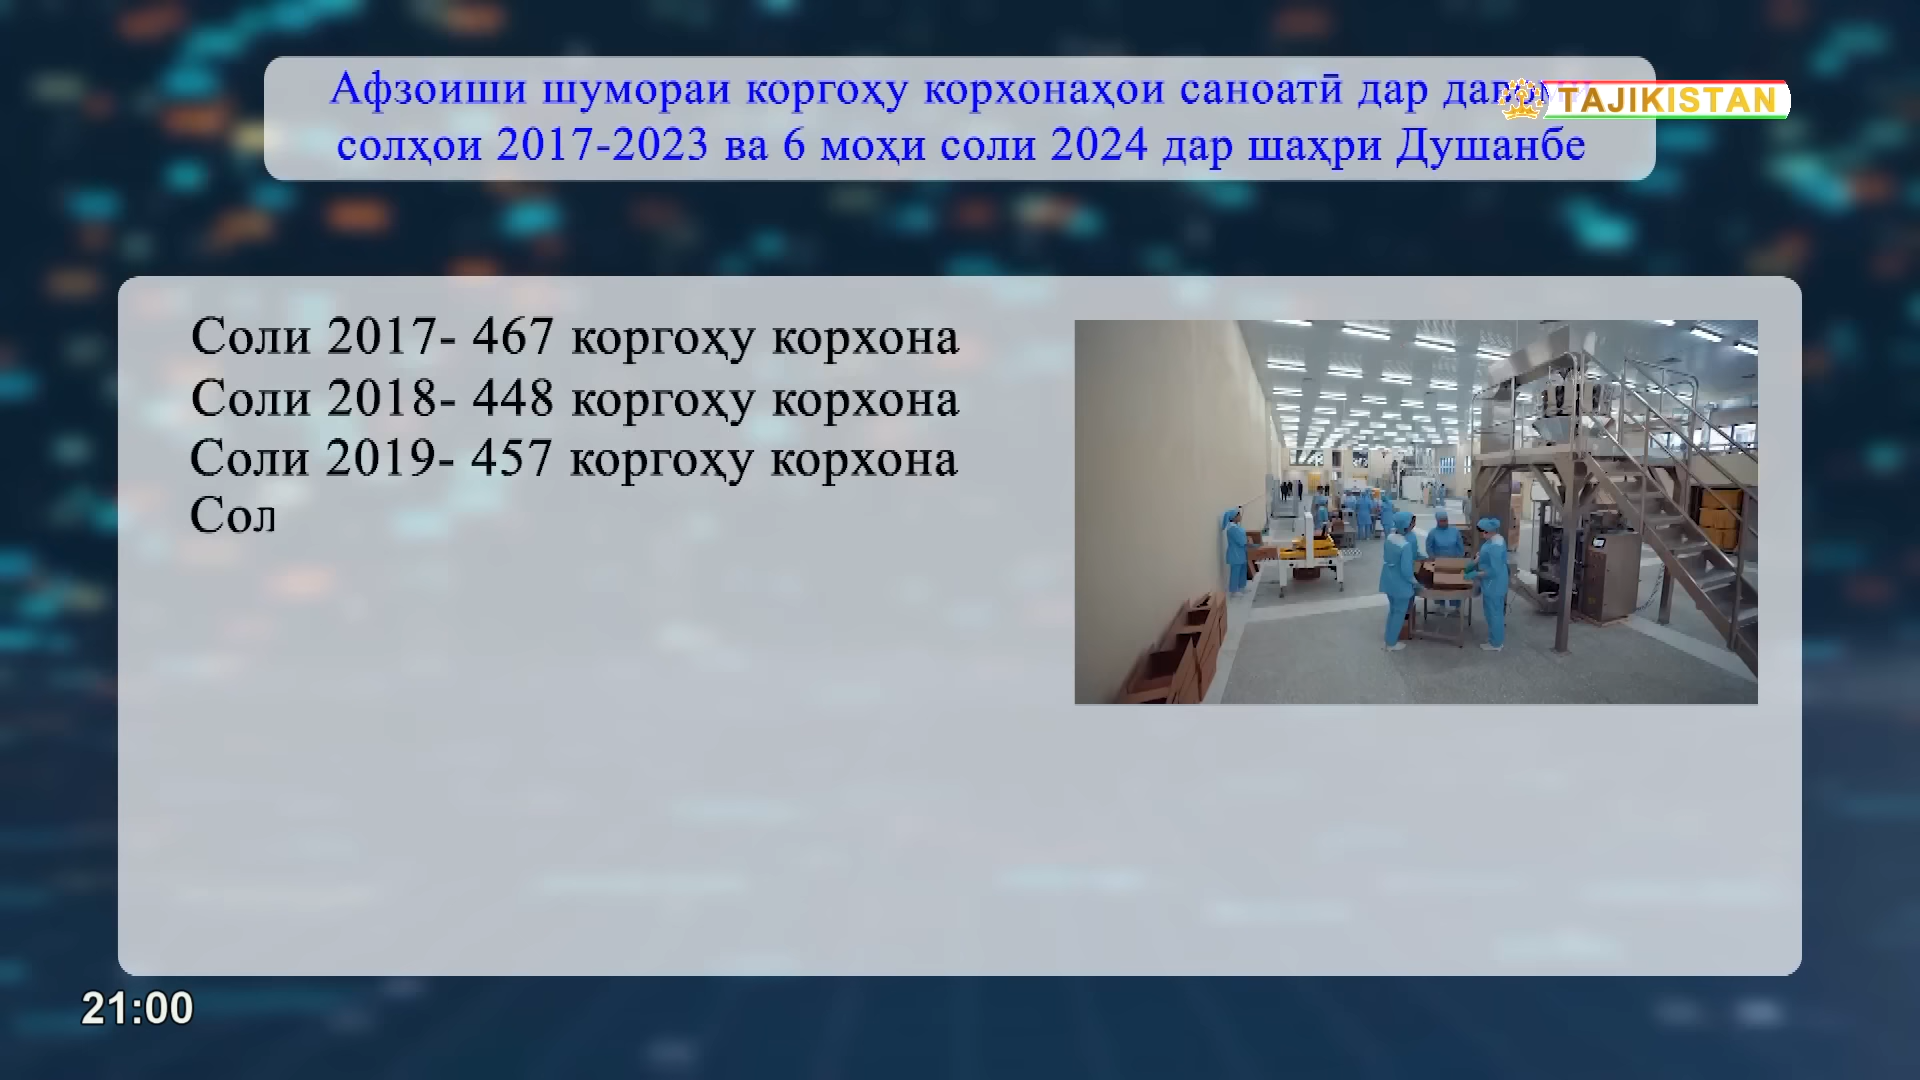 Афзоиши шумораи коргоҳу корхонаҳои саноатӣ дар
TAJIKISTAN
солҳои 2017-2023 ва 6 моҳи соли 2024 дар шаҳри Душанбе
Соли 2017- 467 коргоҳу корхона
Соли 2018- 448 коргоҳу корхона
Соли 2019- 457 коргоҳу корхона
Сол
21:00